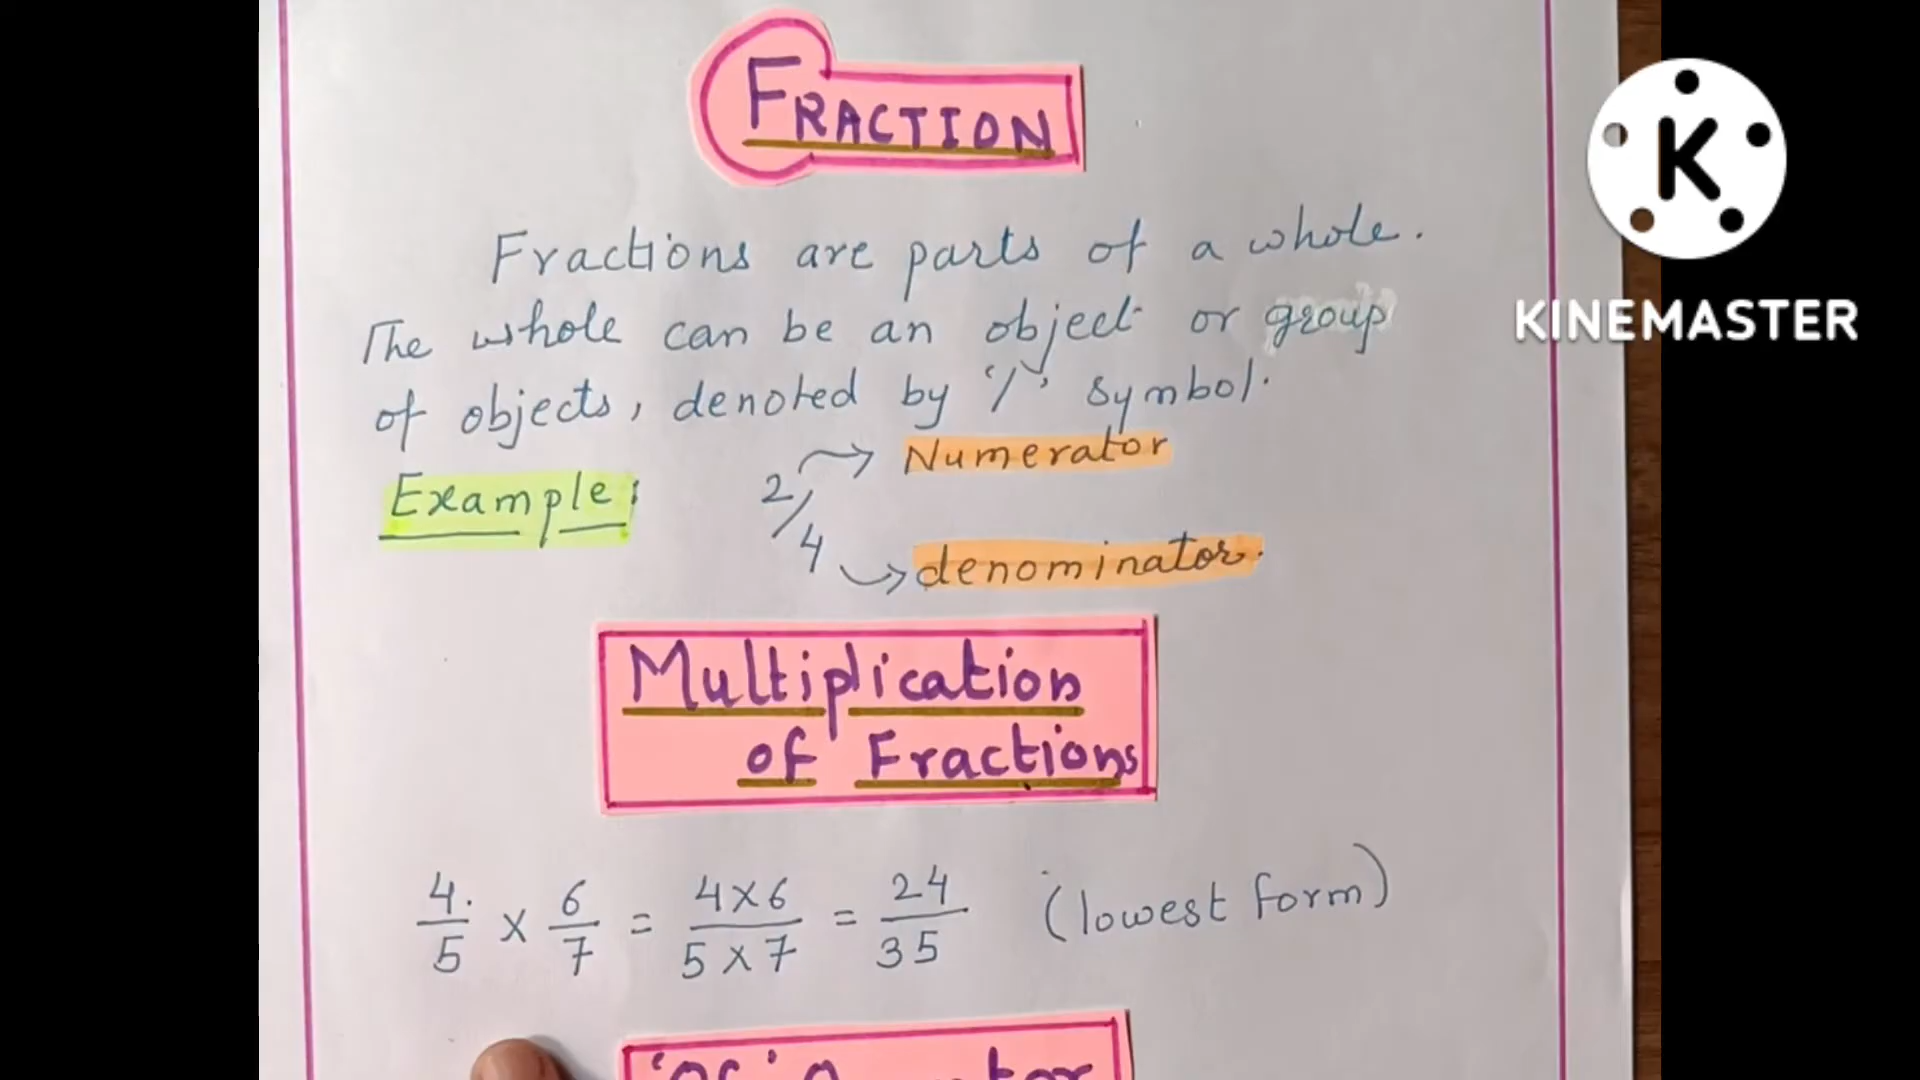 FRACTION
K
KINEMASTER
Fractions are parts of a whole.
The whole can be an object or group
of objects, denoted by '/' symbol.
Example:
2/4
Numerator
denominator.
Multiplication
of Fractions
4/5 × 6/7 = 4×6/5×7 = 24/35 (lowest form)
'Of'